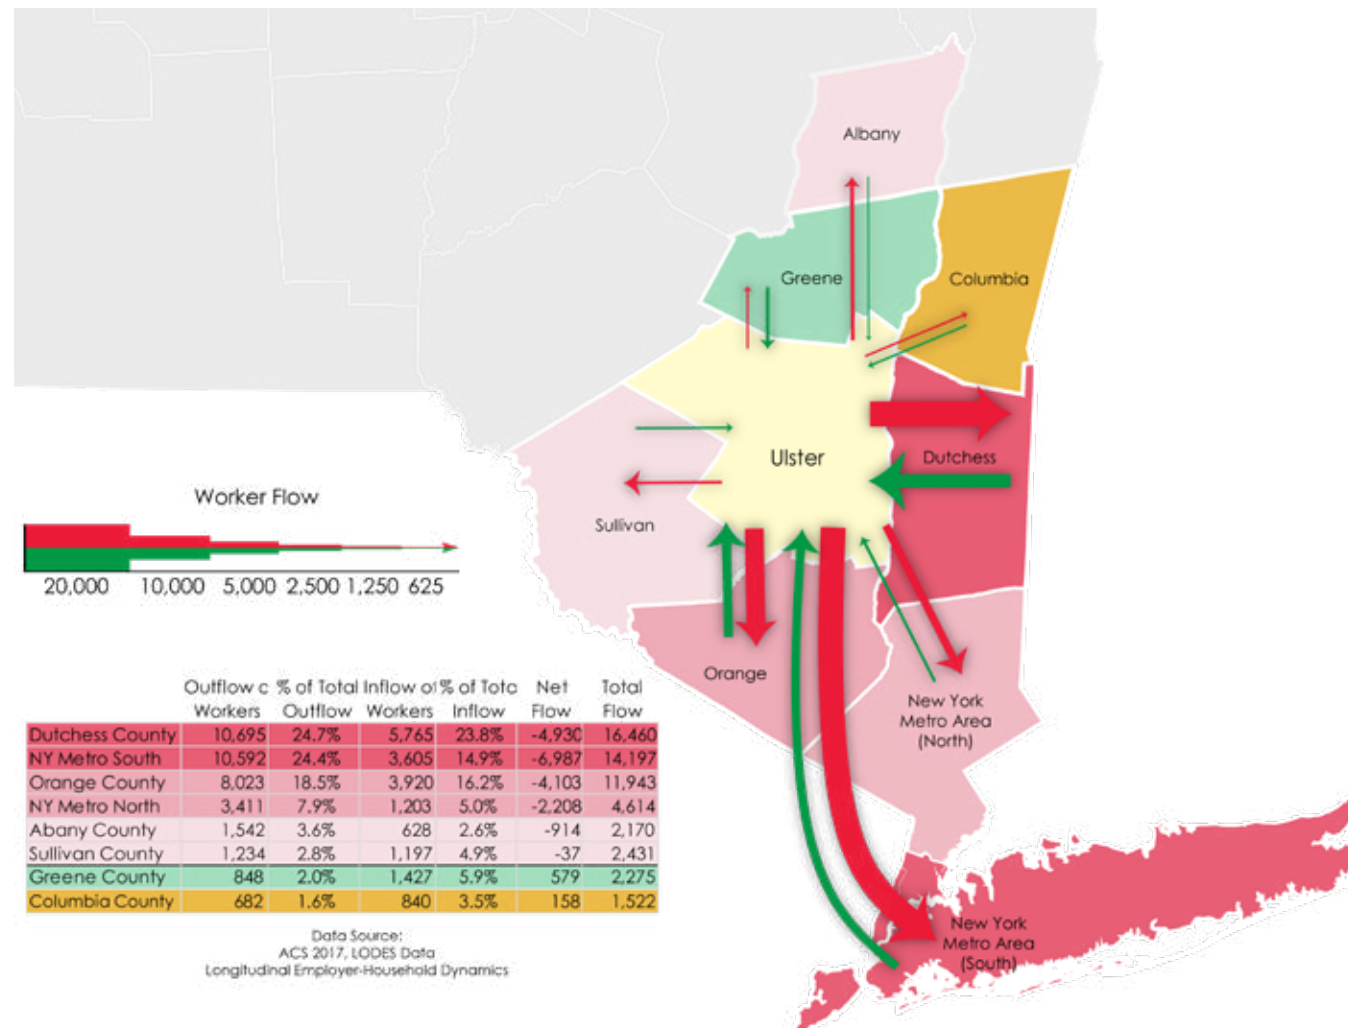 Albany
Greene
Columbia
Ulster
Dutchess
Sullivan
Orange
New York
Metro Area
(North)
New York
Metro Area
(South)
Worker Flow
20,000 10,000 5,000 2,500 1,250 625
Outflow o % of Total Inflow of % of Tota Net Total
Workers Outflow Workers Inflow Flow Flow
Dutchess County 10,695 24.7% 5,765 23.8% -4,930 16,460
NY Metro South 10,592 24.4% 3,605 14.9% -6,987 14,197
Orange County 8,023 18.5% 3,920 16.2% -4,103 11,943
NY Metro North 3,411 7.9% 1,203 5.0% -2,208 4,614
Abany County 1,542 3.6% 628 2.6% -914 2,170
Sullivan County 1,234 2.8% 1,197 4.9% -37 2,431
Greene County 848 2.0% 1,427 5.9% 579 2,275
Columbia County 682 1.6% 840 3.5% 158 1,522
Data Source:
ACS 2017, LODES Data
Longitudinal Employer-Household Dynamics